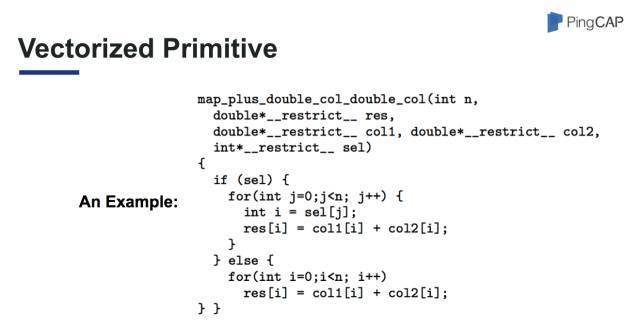 PingCAP
Vectorized Primitive
An Example:
map_plus_double_col_double_col(int n,
double*__restrict__ res,
double*__restrict__ col1, double*__restrict__ col2,
int*__restrict__ sel)
{
if (sel) {
for(int j=0;j<n; j++) {
int i = sel[j];
res[i] = col1[i] + col2[i];
}
} else {
for(int i=0;i<n; i++)
res[i] = col1[i] + col2[i];
} }